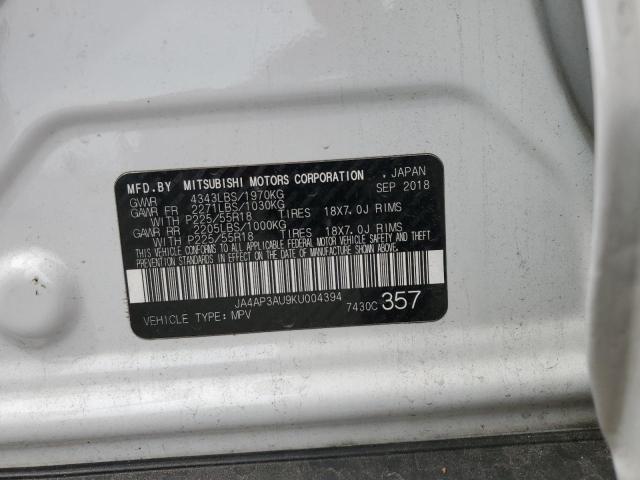 MFD.BY MITSUBISHI MOTORS CORPORATION , JAPAN
GVWR 4343LBS/1970KG SEP 2018
GAWR FR 2271LBS/1030KG
WITH P225/55R18 TIRES 18X7.0J RIMS
GAWR RR 2205LBS/1000KG
WITH P225/55R18 TIRES 18X7.0J RIMS
THIS VEHICLE CONFORMS TO ALL APPLICABLE FEDERAL MOTOR VEHICLE SAFETY AND THEFT
PREVENTION STANDARDS IN EFFECT ON THE DATE OF MANUFACTURE SHOWN ABOVE.
JA4AP3AU9KU004394
VEHICLE TYPE: MPV 7430C 357